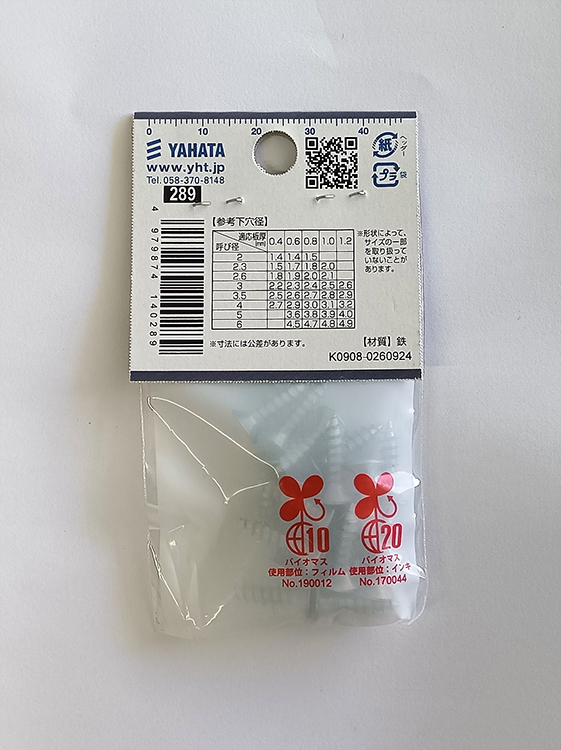 0 10 20 30 40
YAHATA
www.yht.jp
Tel. 058-370-8148
289
紙
ヘッダー
プラ
袋
4 979874 140289
【参考下穴径】
適応板厚(mm) 0.4 0.6 0.8 1.0 1.2
呼び径
2 1.4 1.4 1.5
2.3 1.5 1.7 1.8 2.0
2.6 1.8 1.9 2.0 2.1
3 2.2 2.3 2.4 2.5 2.6
3.5 2.5 2.6 2.7 2.8 2.9
4 2.7 2.9 3.0 3.1 3.2
5 3.6 3.8 3.9 4.0
6 4.5 4.7 4.8 4.9
※形状によって、
サイズの一部
を取り扱って
いないことが
あります。
※寸法には公差があります。
【材質】鉄
K0908-0260924
10
バイオマス
使用部位：フィルム
No.190012
20
バイオマス
使用部位：インキ
No.170044